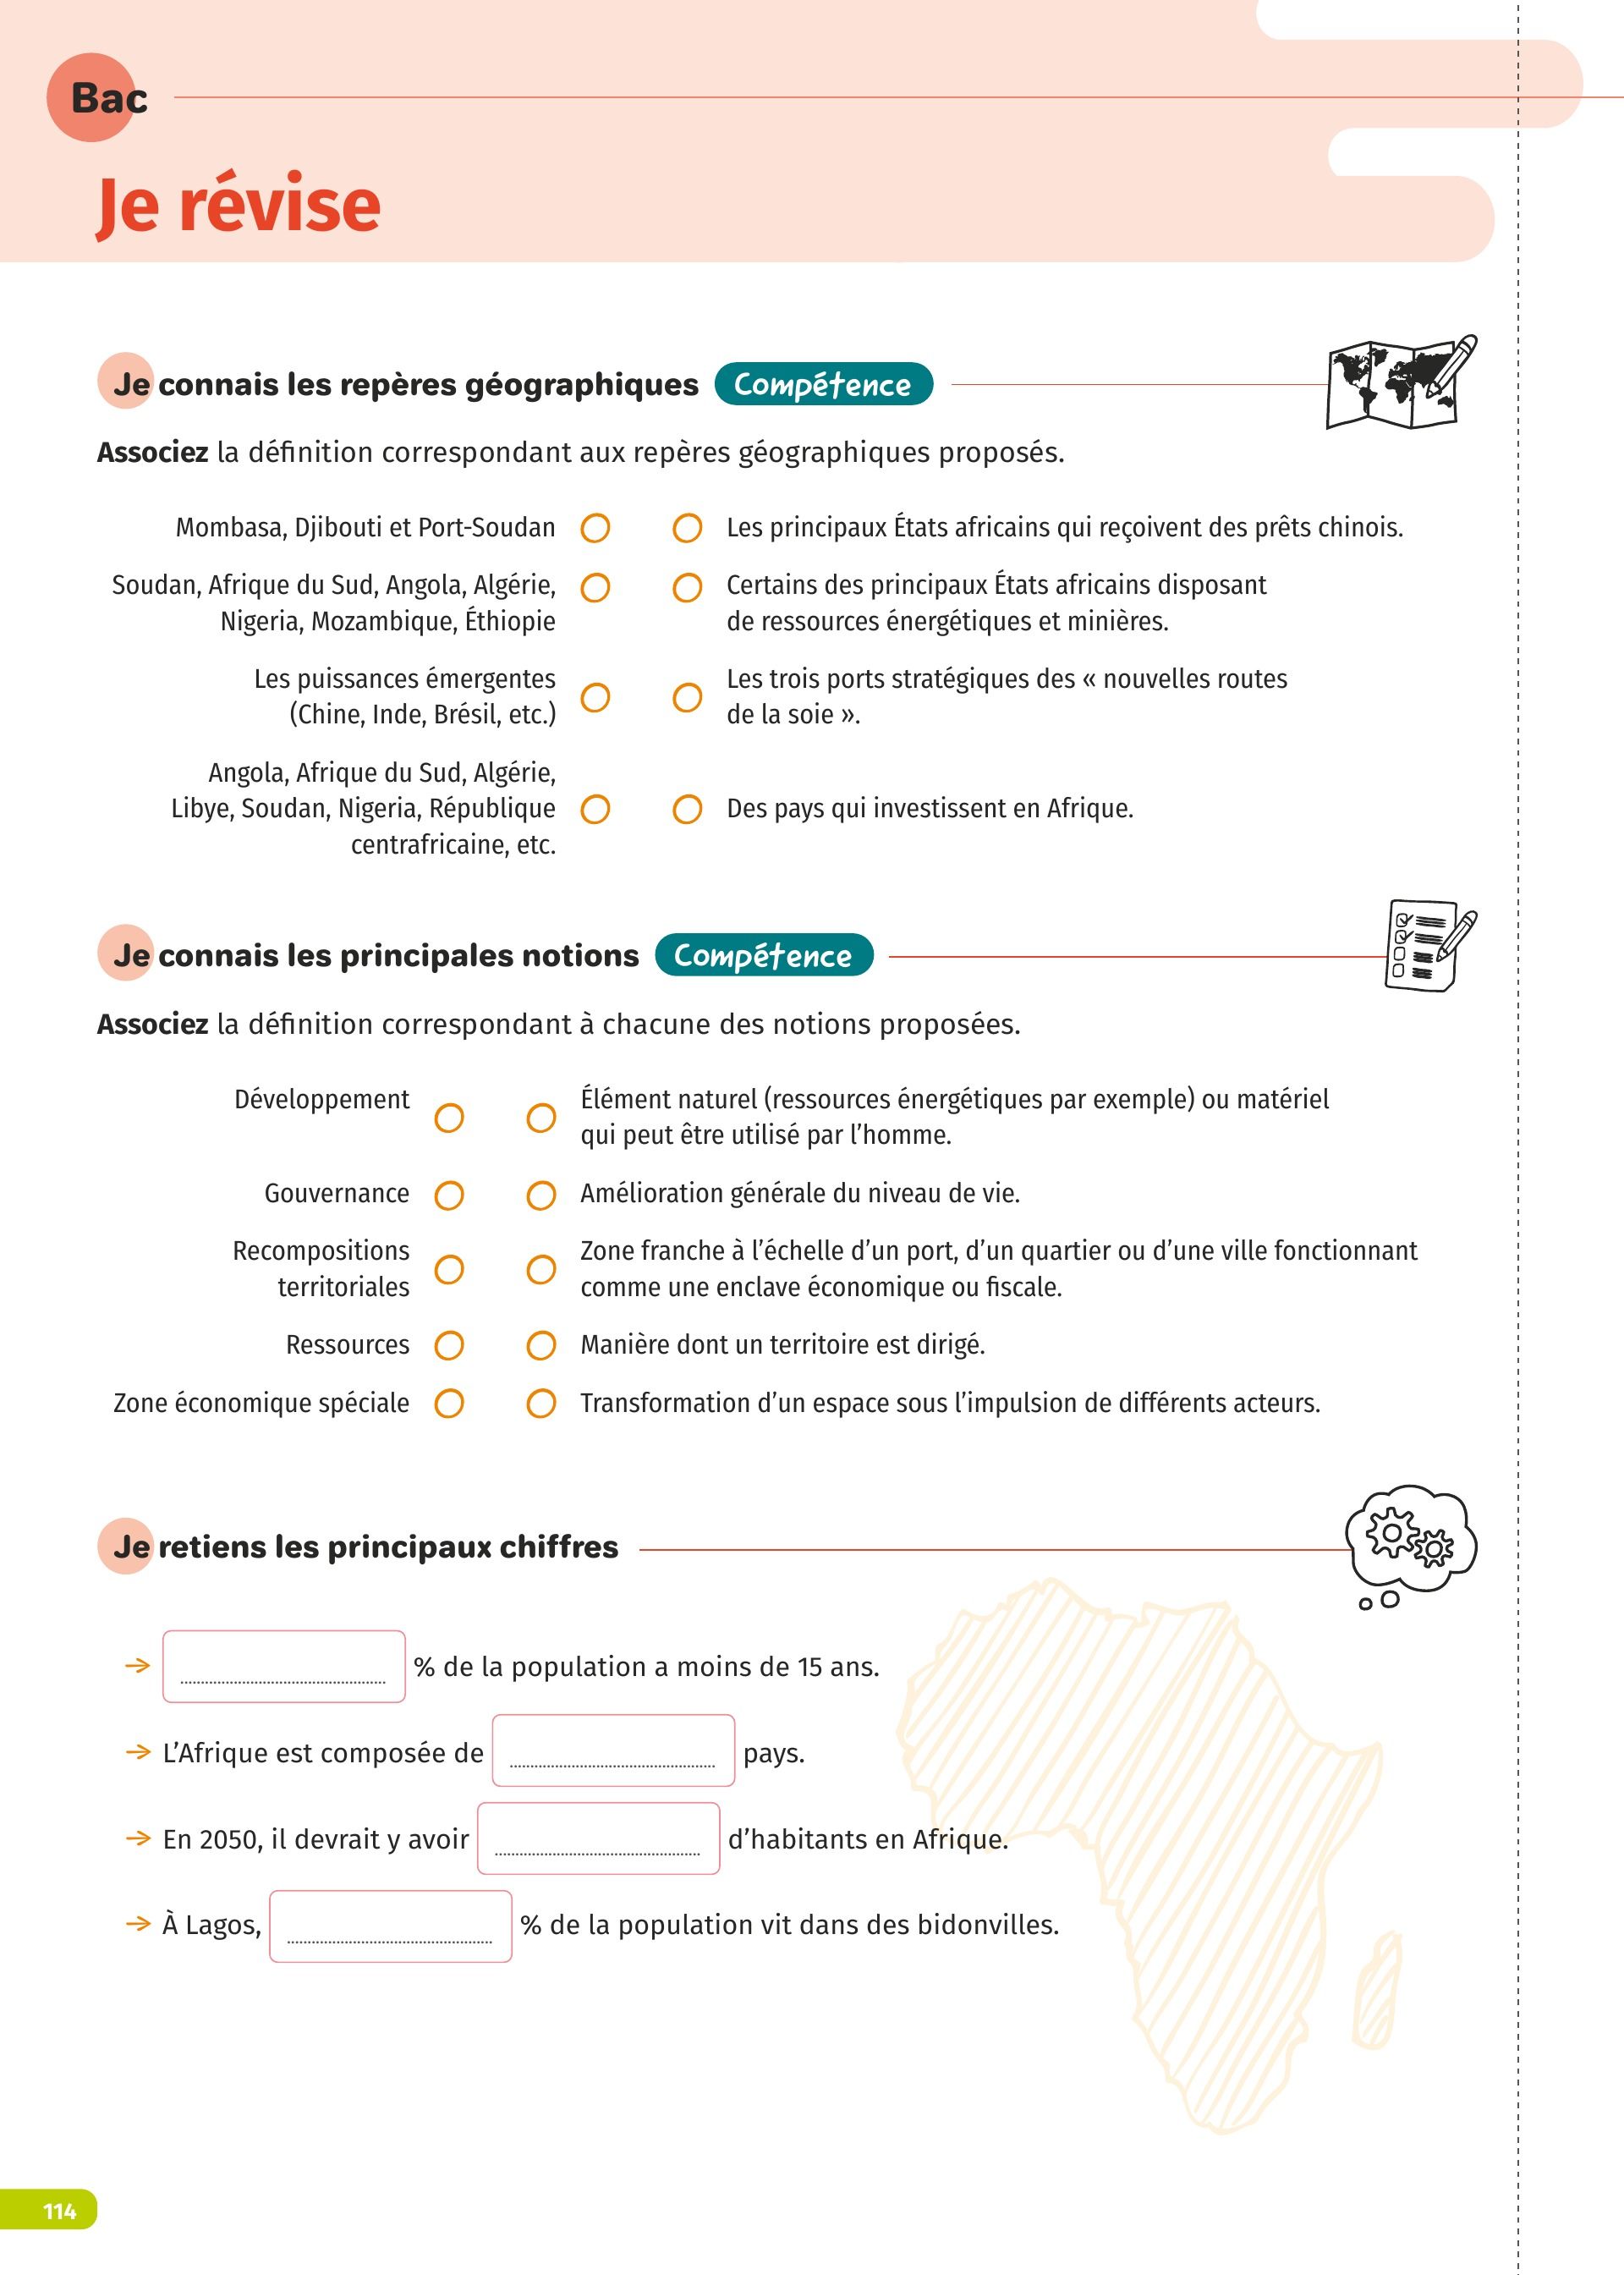 Bac
Je révise
Je connais les repères géographiques Compétence
Associez la définition correspondant aux repères géographiques proposés.
Mombasa, Djibouti et Port-Soudan
Les principaux États africains qui reçoivent des prêts chinois.
Soudan, Afrique du Sud, Angola, Algérie,
Nigeria, Mozambique, Éthiopie
Certains des principaux États africains disposant
de ressources énergétiques et minières.
Les puissances émergentes
(Chine, Inde, Brésil, etc.)
Les trois ports stratégiques des « nouvelles routes
de la soie ».
Angola, Afrique du Sud, Algérie,
Libye, Soudan, Nigeria, République
centrafricaine, etc.
Des pays qui investissent en Afrique.
Je connais les principales notions Compétence
Associez la définition correspondant à chacune des notions proposées.
Développement
Élément naturel (ressources énergétiques par exemple) ou matériel
qui peut être utilisé par l’homme.
Gouvernance
Amélioration générale du niveau de vie.
Recompositions
territoriales
Zone franche à l’échelle d’un port, d’un quartier ou d’une ville fonctionnant
comme une enclave économique ou fiscale.
Ressources
Manière dont un territoire est dirigé.
Zone économique spéciale
Transformation d’un espace sous l’impulsion de différents acteurs.
Je retiens les principaux chiffres
→ ........................ % de la population a moins de 15 ans.
→ L’Afrique est composée de ........................ pays.
→ En 2050, il devrait y avoir ........................ d’habitants en Afrique.
→ À Lagos, ........................ % de la population vit dans des bidonvilles.
114